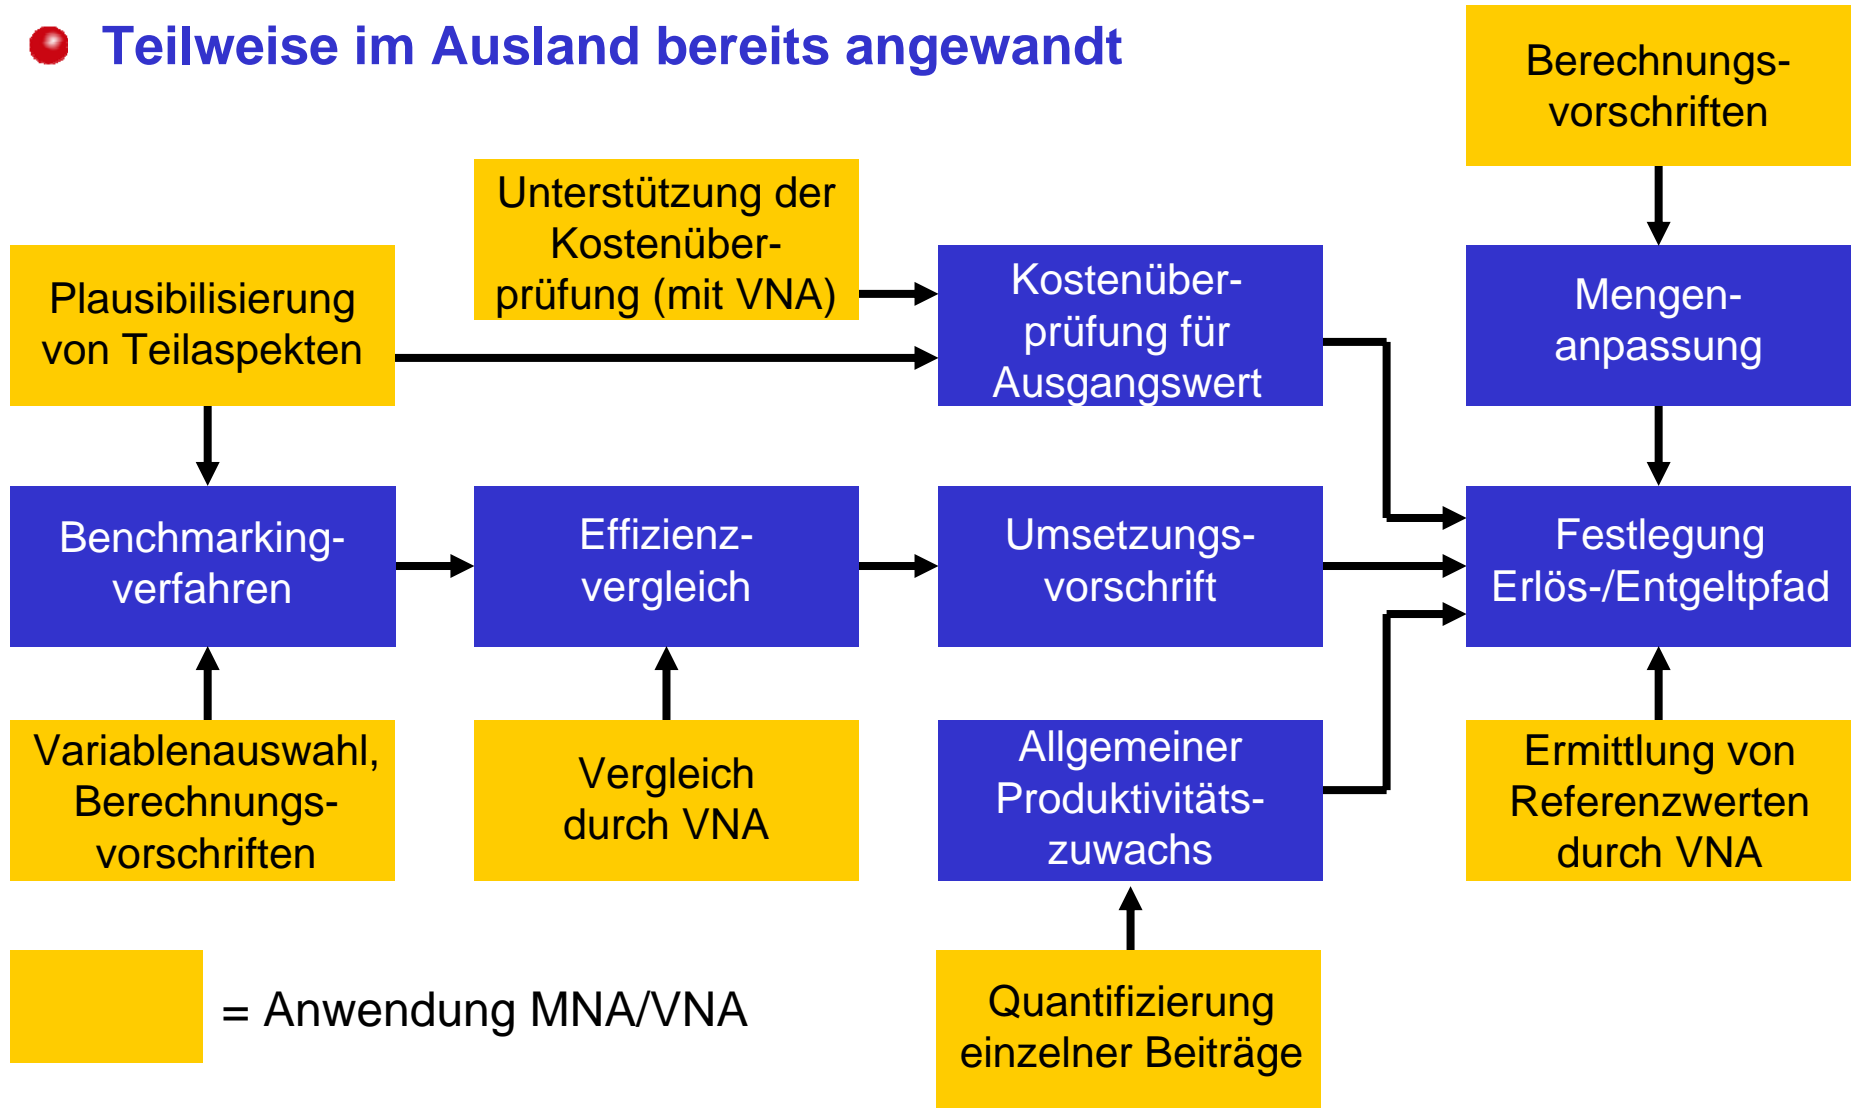 Teilweise im Ausland bereits angewandt
Berechnungs-
vorschriften
Unterstützung der
Kostenüber-
prüfung (mit VNA)
Plausibilisierung
von Teilaspekten
Kostenüber-
prüfung für
Ausgangswert
Mengen-
anpassung
Benchmarking-
verfahren
Effizienz-
vergleich
Umsetzungs-
vorschrift
Festlegung
Erlös-/Entgeltpfad
Variablenauswahl,
Berechnungs-
vorschriften
Vergleich
durch VNA
Allgemeiner
Produktivitäts-
zuwachs
Ermittlung von
Referenzwerten
durch VNA
= Anwendung MNA/VNA
Quantifizierung
einzelner Beiträge